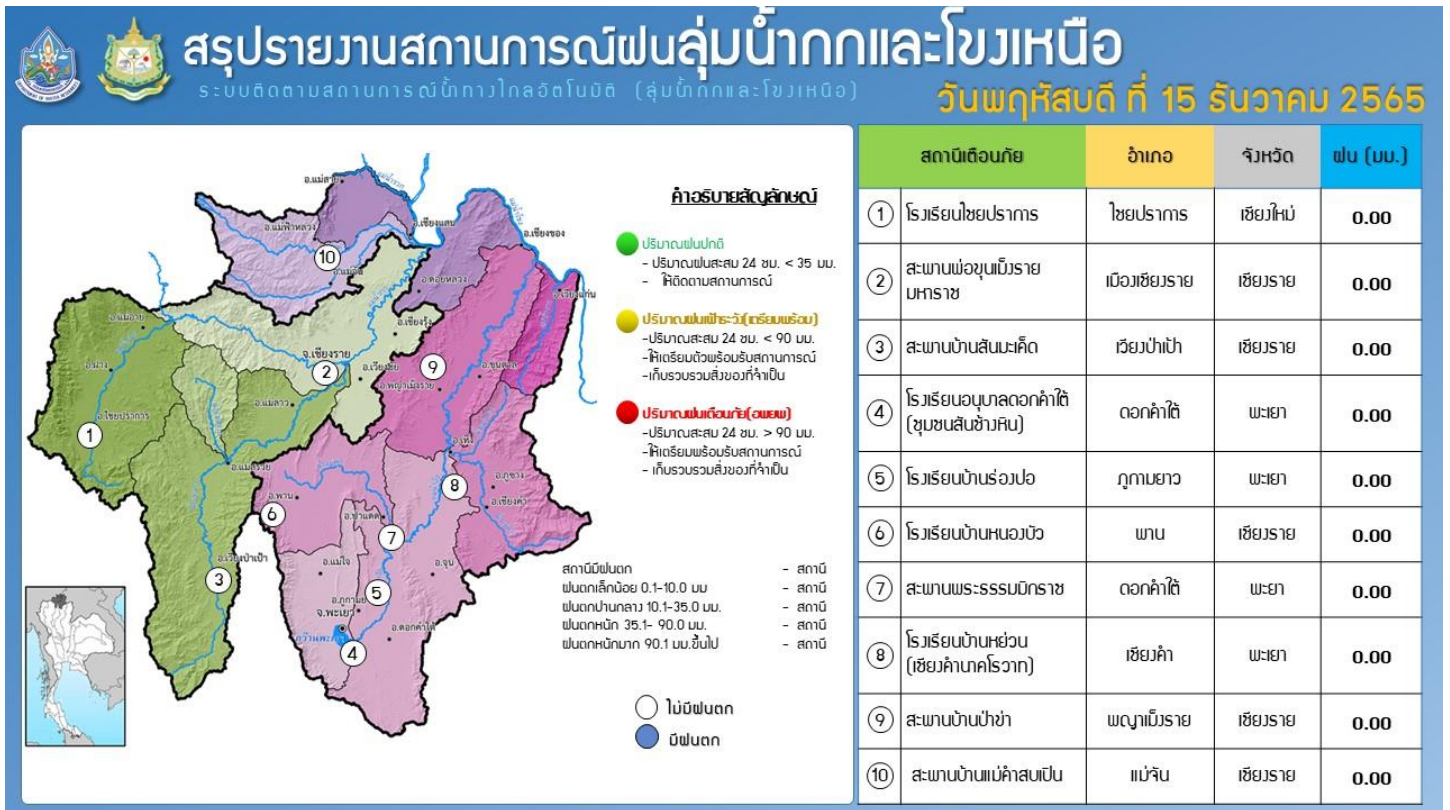 สรุปรายงานสถานการณ์ฝนลุ่มน้ำกกและโขงเหนือ
ระบบติดตามสถานการณ์น้ำทางไกลอัตโนมัติ (ลุ่มน้ำกกและโขงเหนือ)
วันพฤหัสบดี ที่ 15 ธันวาคม 2565
คำอธิบายสัญลักษณ์
ปริมาณฝนปกติ
- ปริมาณฝนสะสม 24 ชม. < 35 มม.
- ให้ติดตามสถานการณ์
ปริมาณฝนเฝ้าระวัง(เตรียมพร้อม)
-ปริมาณสะสม 24 ชม. < 90 มม.
-ให้เตรียมตัวพร้อมรับสถานการณ์
-เก็บรวบรวมสิ่งของที่จำเป็น
ปริมาณฝนเตือนภัย(อพยพ)
-ปริมาณสะสม 24 ชม. > 90 มม.
-ให้เตรียมพร้อมรับสถานการณ์
- เก็บรวบรวมสิ่งของที่จำเป็น
อ.แม่สาย
อ.แม่ฟ้าหลวง
อ.เชียงแสน
อ.เชียงของ
10
อ.แม่จัน
อ.ดอยหลวง
อ.เวียงแก่น
อ.แม่อาย
อ.เชียงรุ้ง
จ.เชียงราย
2
อ.เวียงชัย
9
อ.ขุนตาล
อ.ฝาง
อ.พญาเม็งราย
อ.ไชยปราการ
อ.แม่ลาว
1
อ.เทิง
อ.แม่สรวย
8
อ.ภูซาง
อ.เชียงคำ
อ.พาน
6
อ.ป่าแดด
7
อ.เวียงป่าเป้า
3
อ.แม่ใจ
อ.จุน
5
อ.ภูกามยาว
จ.พะเยา
กว๊านพะเยา
อ.ดอกคำใต้
4
สถานีมีฝนตก - สถานี
ฝนตกเล็กน้อย 0.1-10.0 มม - สถานี
ฝนตกปานกลาง 10.1-35.0 มม. - สถานี
ฝนตกหนัก 35.1- 90.0 มม. - สถานี
ฝนตกหนักมาก 90.1 มม.ขึ้นไป - สถานี
ไม่มีฝนตก
มีฝนตก
สถานีเตือนภัย อำเภอ จังหวัด ฝน (มม.)
1 โรงเรียนไชยปราการ ไชยปราการ เชียงใหม่ 0.00
2 สะพานพ่อขุนเม็งราย
มหาราช เมืองเชียงราย เชียงราย 0.00
3 สะพานบ้านสันมะเค็ด เวียงป่าเป้า เชียงราย 0.00
4 โรงเรียนอนุบาลดอกคำใต้
(ชุมชนสันช้างหิน) ดอกคำใต้ พะเยา 0.00
5 โรงเรียนบ้านร่องปอ ภูกามยาว พะเยา 0.00
6 โรงเรียนบ้านหนองบัว พาน เชียงราย 0.00
7 สะพานพระธรรมมิกราช ดอกคำใต้ พะยา 0.00
8 โรงเรียนบ้านหย่วน
(เชียงคำนาคโรวาท) เชียงคำ พะเยา 0.00
9 สะพานบ้านป่าข่า พญาเม็งราย เชียงราย 0.00
10 สะพานบ้านแม่คำสบเปิน แม่จัน เชียงราย 0.00